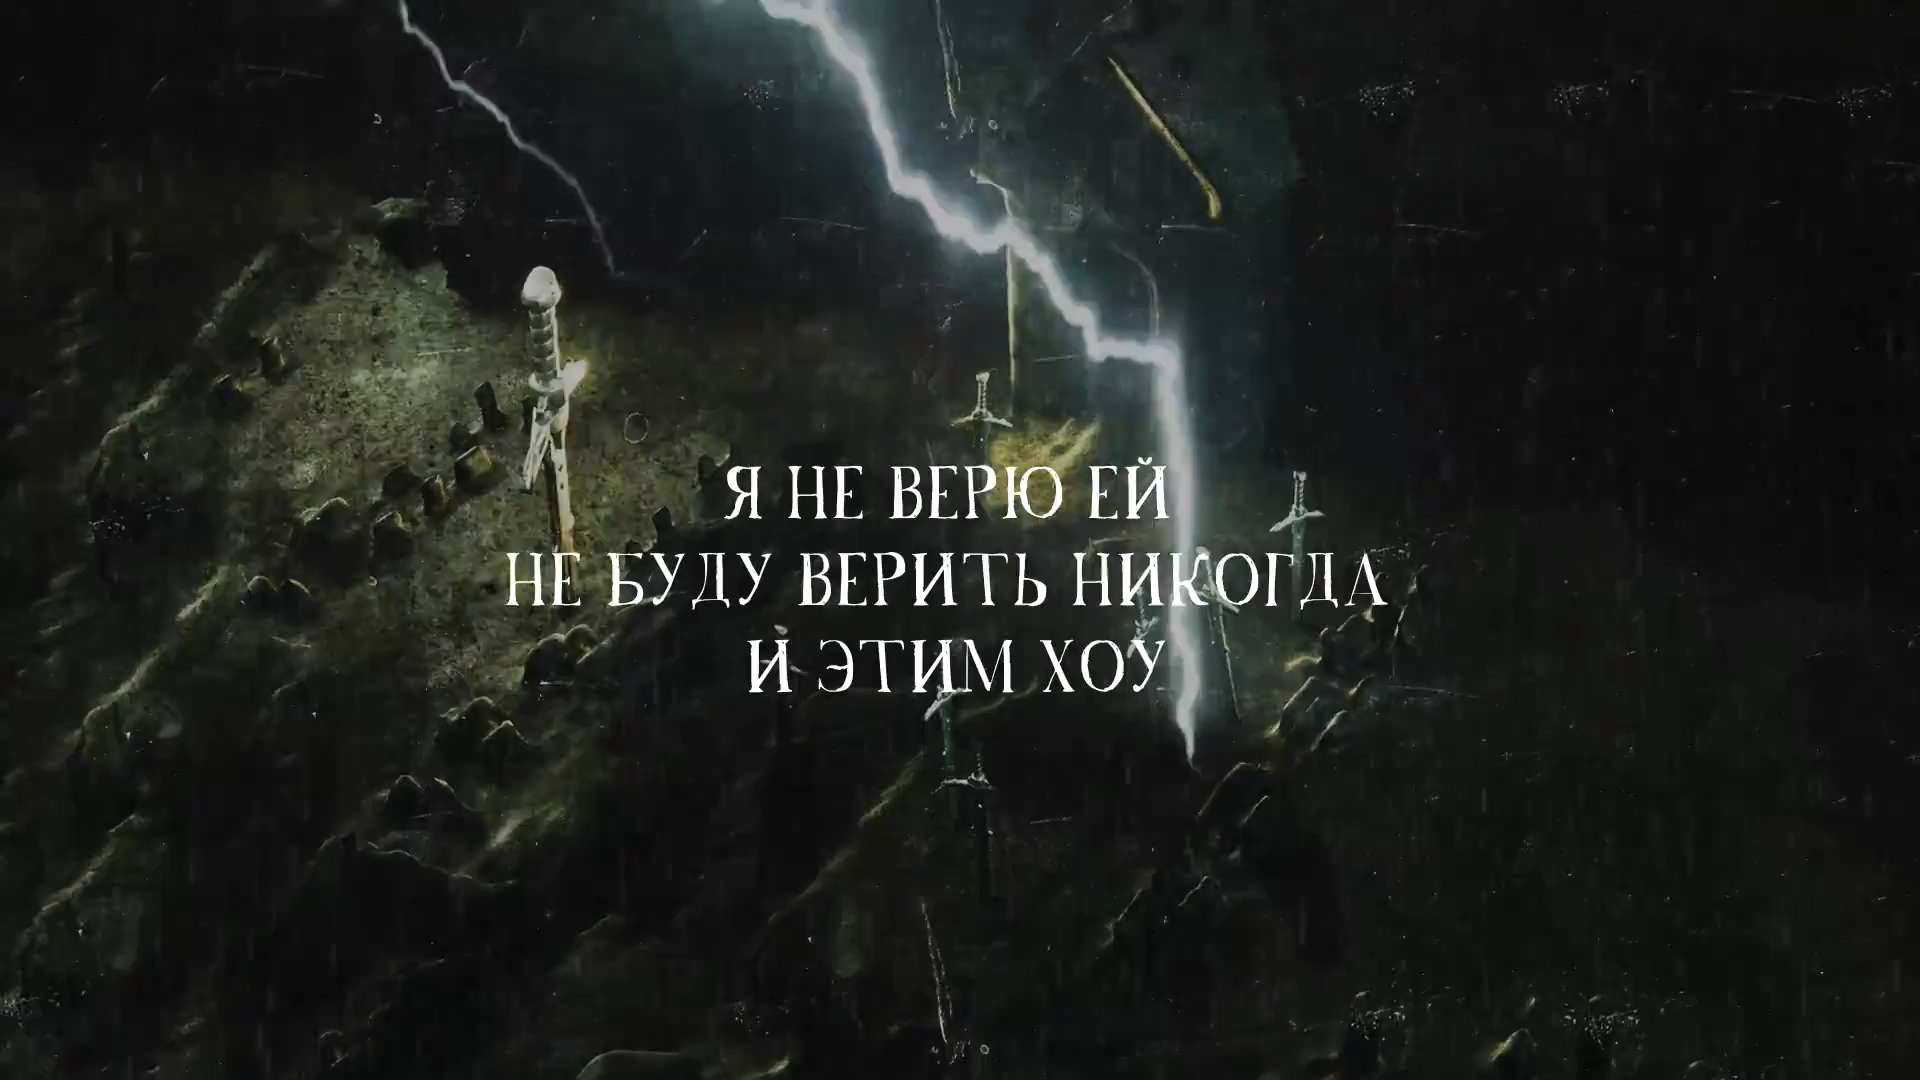 Я НЕ ВЕРЮ ЕЙ
НЕ БУДУ ВЕРИТЬ НИКОГДА
И ЭТИМ ХОУ